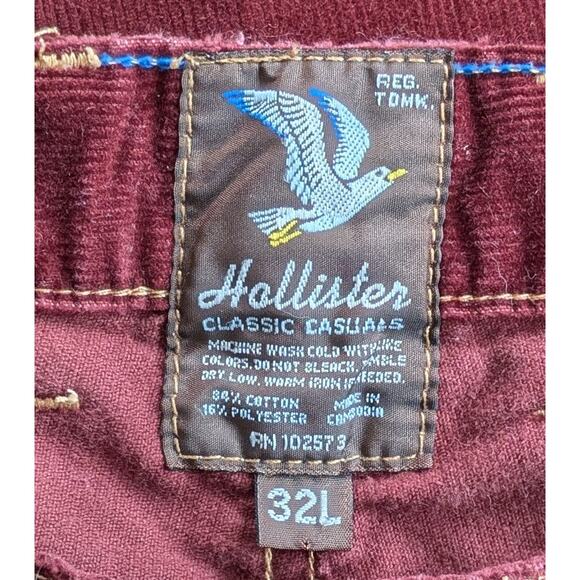 REG.
TDMK.
Hollister
CLASSIC CASUALS
MACHINE WASH COLD WITH LIKE
COLORS. DO NOT BLEACH. TUMBLE
DRY LOW. WARM IRON IF NEEDED.
84% COTTON MADE IN
16% POLYESTER CAMBODIA
RN 102573
32L